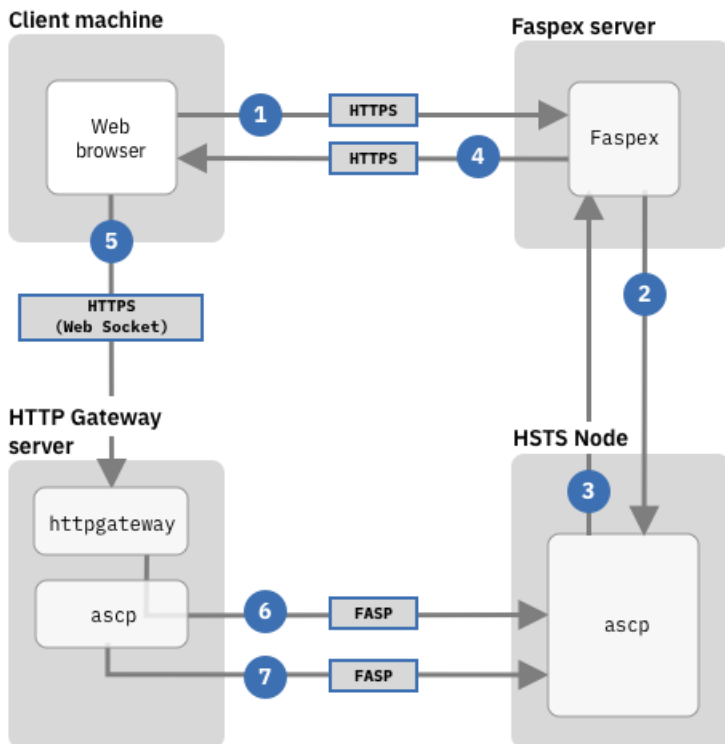 Client machine
Faspex server
Web
browser
1
HTTPS
Faspex
HTTPS
4
5
2
HTTPS
(Web Socket)
HTTP Gateway
server
HSTS Node
3
httpgateway
ascp
6
FASP
ascp
7
FASP